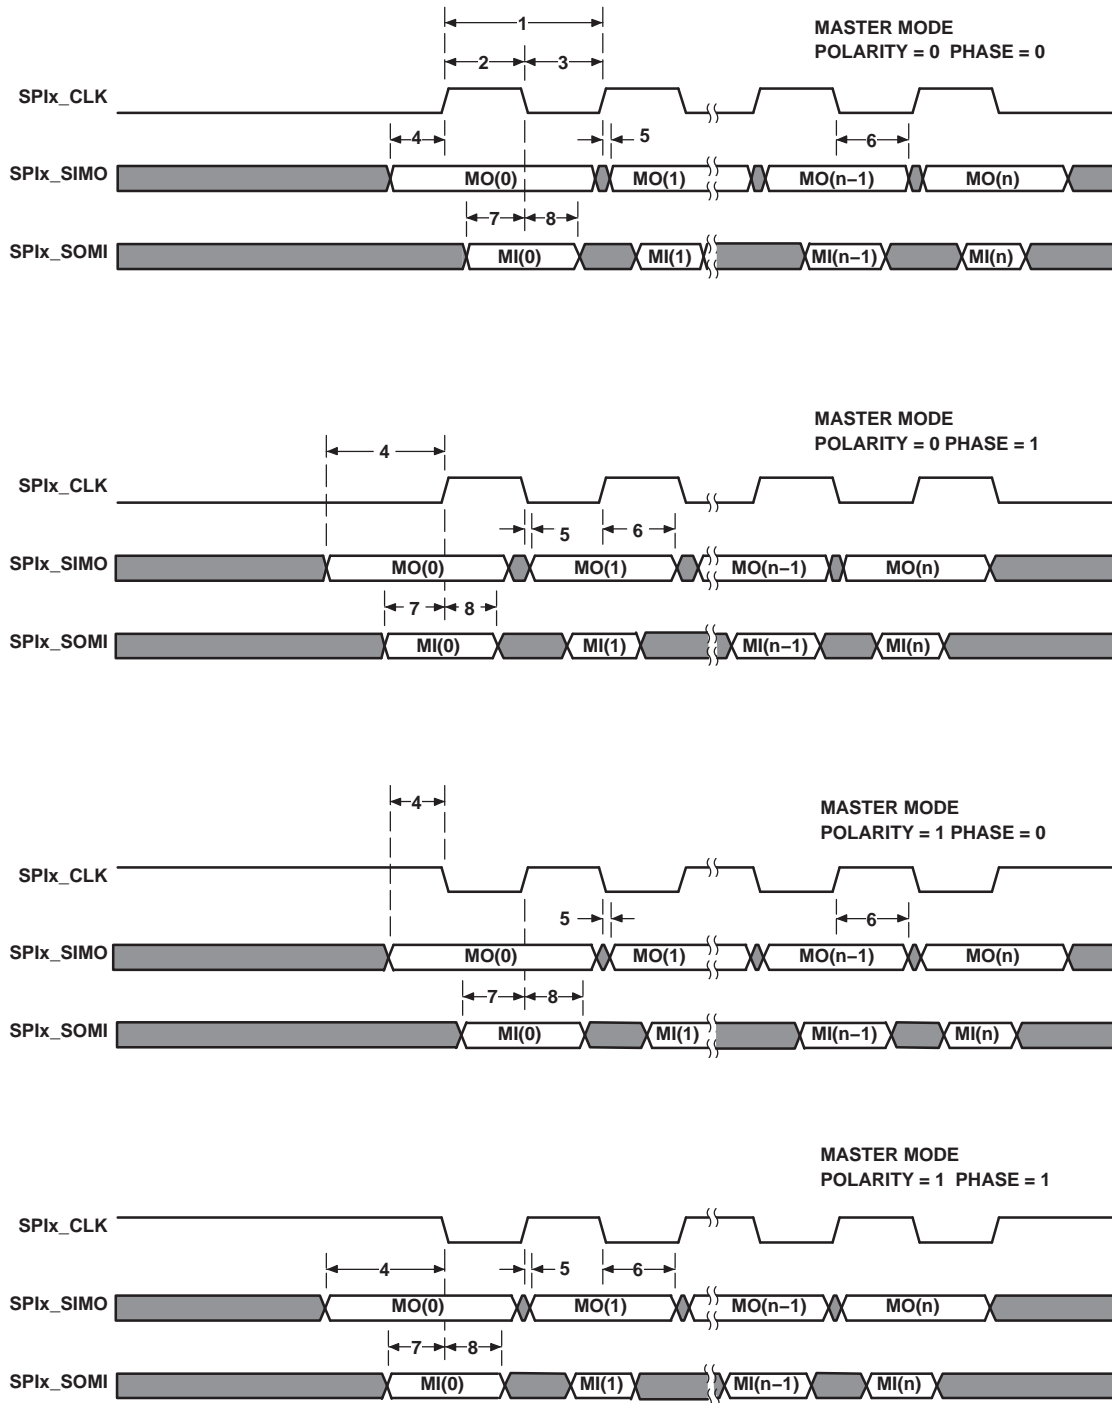 1
MASTER MODE
POLARITY = 0 PHASE = 0
2 3
SPIx_CLK
4 5 6
SPIx_SIMO MO(0) MO(1) MO(n−1) MO(n)
7 8
SPIx_SOMI MI(0) MI(1) MI(n−1) MI(n)
MASTER MODE
POLARITY = 0 PHASE = 1
4
SPIx_CLK
5 6
SPIx_SIMO MO(0) MO(1) MO(n−1) MO(n)
7 8
SPIx_SOMI MI(0) MI(1) MI(n−1) MI(n)
4
MASTER MODE
POLARITY = 1 PHASE = 0
SPIx_CLK
5 6
SPIx_SIMO MO(0) MO(1) MO(n−1) MO(n)
7 8
SPIx_SOMI MI(0) MI(1) MI(n−1) MI(n)
MASTER MODE
POLARITY = 1 PHASE = 1
SPIx_CLK
4 5 6
SPIx_SIMO MO(0) MO(1) MO(n−1) MO(n)
7 8
SPIx_SOMI MI(0) MI(1) MI(n−1) MI(n)